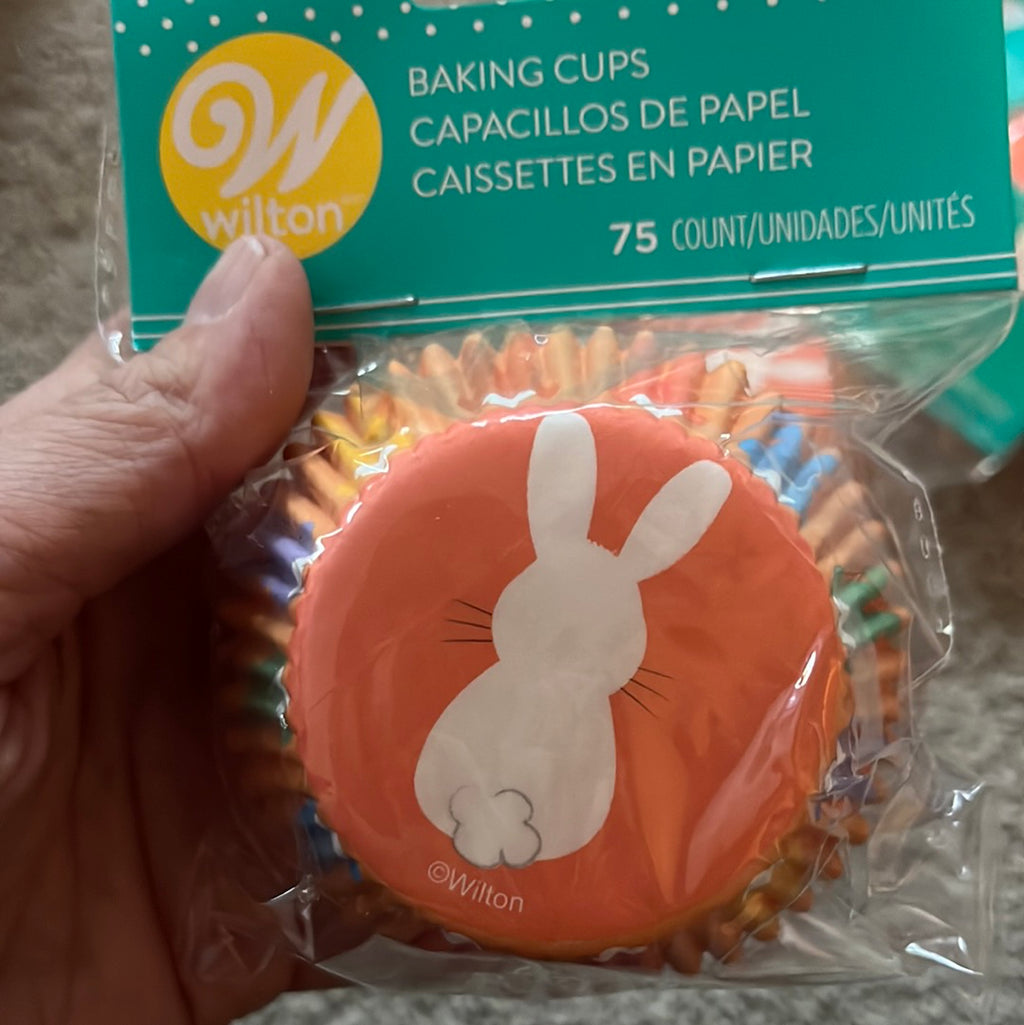 Wilton
BAKING CUPS
CAPACILLOS DE PAPEL
CAISSETTES EN PAPIER
75 COUNT/UNIDADES/UNITÉS
©Wilton